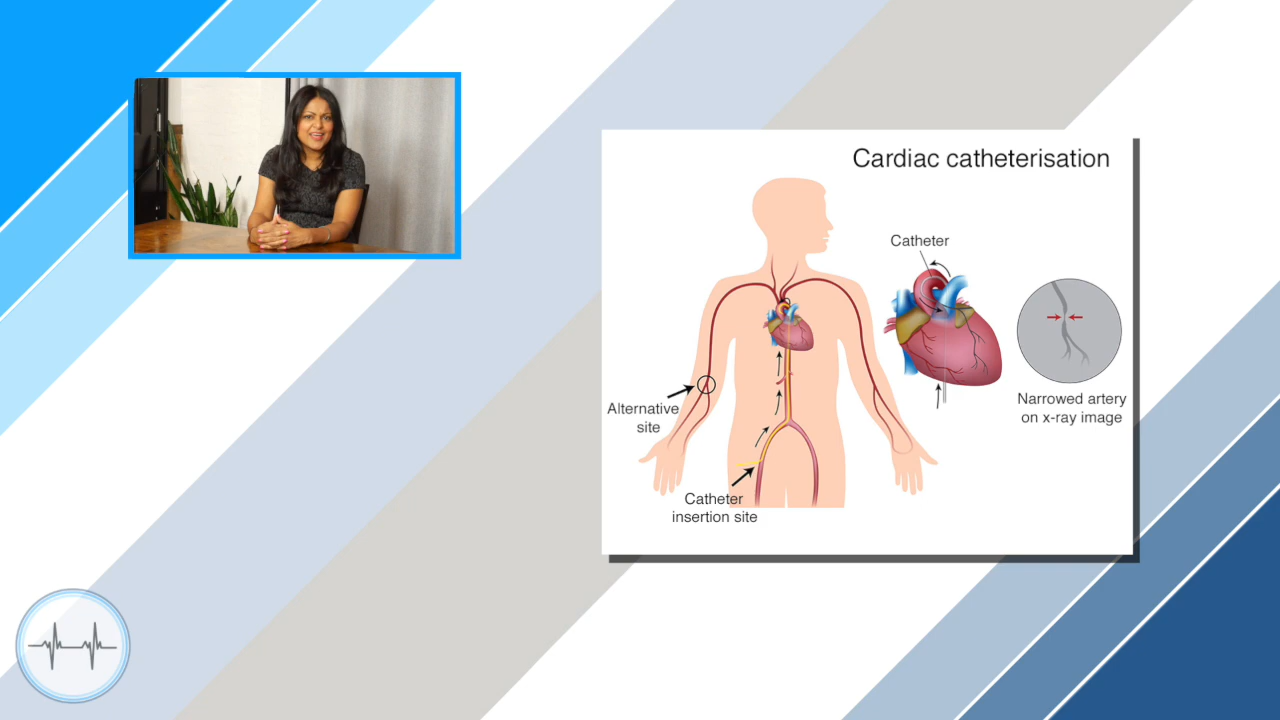 Cardiac catheterisation
Catheter
Alternative
site
Narrowed artery
on x-ray image
Catheter
insertion site